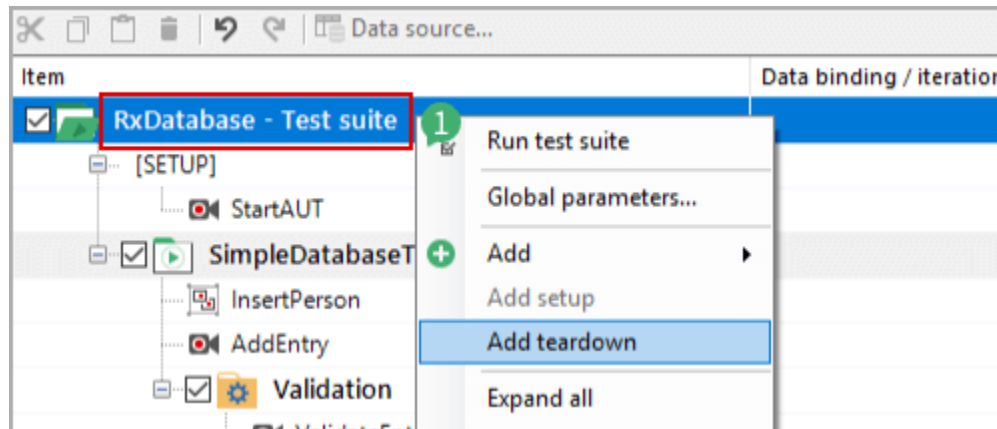 Data source...
Item
Data binding / iteration
RxDatabase - Test suite
1
Run test suite
[SETUP]
Global parameters...
StartAUT
SimpleDatabaseT
Add
InsertPerson
Add setup
AddEntry
Add teardown
Validation
Expand all